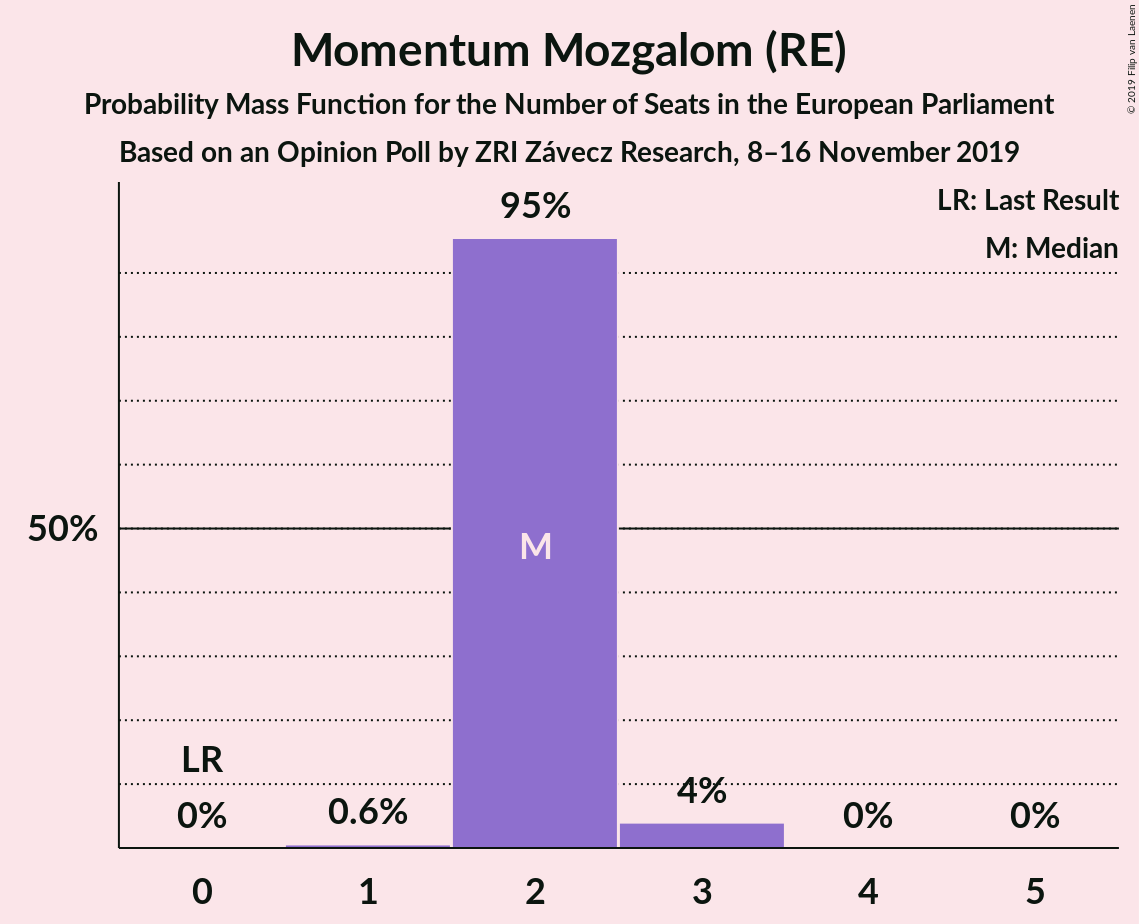 Momentum Mozgalom (RE)
Probability Mass Function for the Number of Seats in the European Parliament
Based on an Opinion Poll by ZRI Závecz Research, 8–16 November 2019
© 2019 Filip van Laenen
LR: Last Result
M: Median
95%
50%
M
LR
0%
0.6%
4%
0%
0%
0
1
2
3
4
5